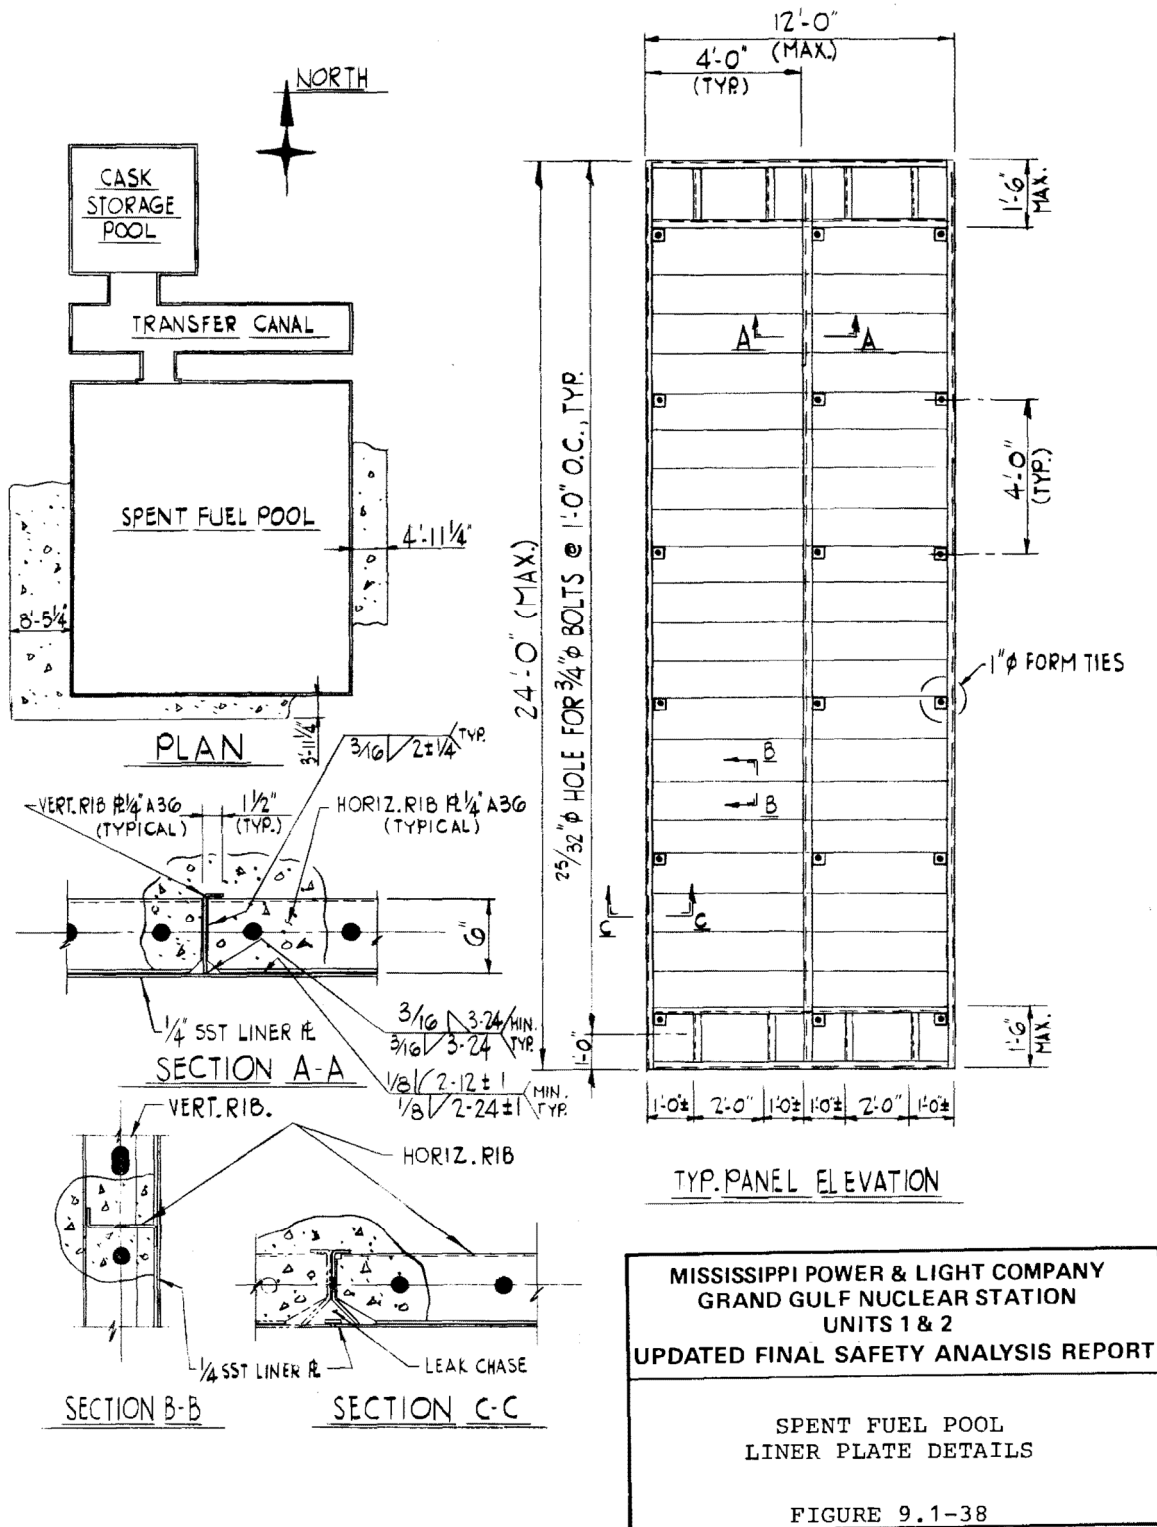 NORTH
CASK
STORAGE
POOL
TRANSFER CANAL
SPENT FUEL POOL
4'-11 1/4"
8'-5 1/4"
3'-11 1/4"
PLAN
3/16 2±1/4 TYP.
VERT. RIB PL 1/4" A36
(TYPICAL)
1 1/2"
(TYP.)
HORIZ. RIB PL 1/4" A36
(TYPICAL)
6"
1/4" SST LINER PL
3/16 3-24 MIN.
3/16 3-24 TYP.
1/8 2-12±1 MIN.
1/8 2-24±1 TYP.
SECTION A-A
VERT. RIB.
HORIZ. RIB
1/4 SST LINER PL
LEAK CHASE
SECTION B-B
SECTION C-C
12'-0"
(MAX.)
4'-0"
(TYP.)
1'-6"
MAX.
A
A
24'-0" (MAX.)
25/32"φ HOLE FOR 3/4"φ BOLTS @ 1'-0" O.C., TYP.
4'-0"
(TYP.)
1"φ FORM TIES
B
B
C
C
1'-0"
1'-6"
MAX.
1'-0"± 2'-0" 1'-0± 1'-0"± 2'-0" 1'-0"±
TYP. PANEL ELEVATION
MISSISSIPPI POWER & LIGHT COMPANY
GRAND GULF NUCLEAR STATION
UNITS 1 & 2
UPDATED FINAL SAFETY ANALYSIS REPORT
SPENT FUEL POOL
LINER PLATE DETAILS
FIGURE 9.1-38